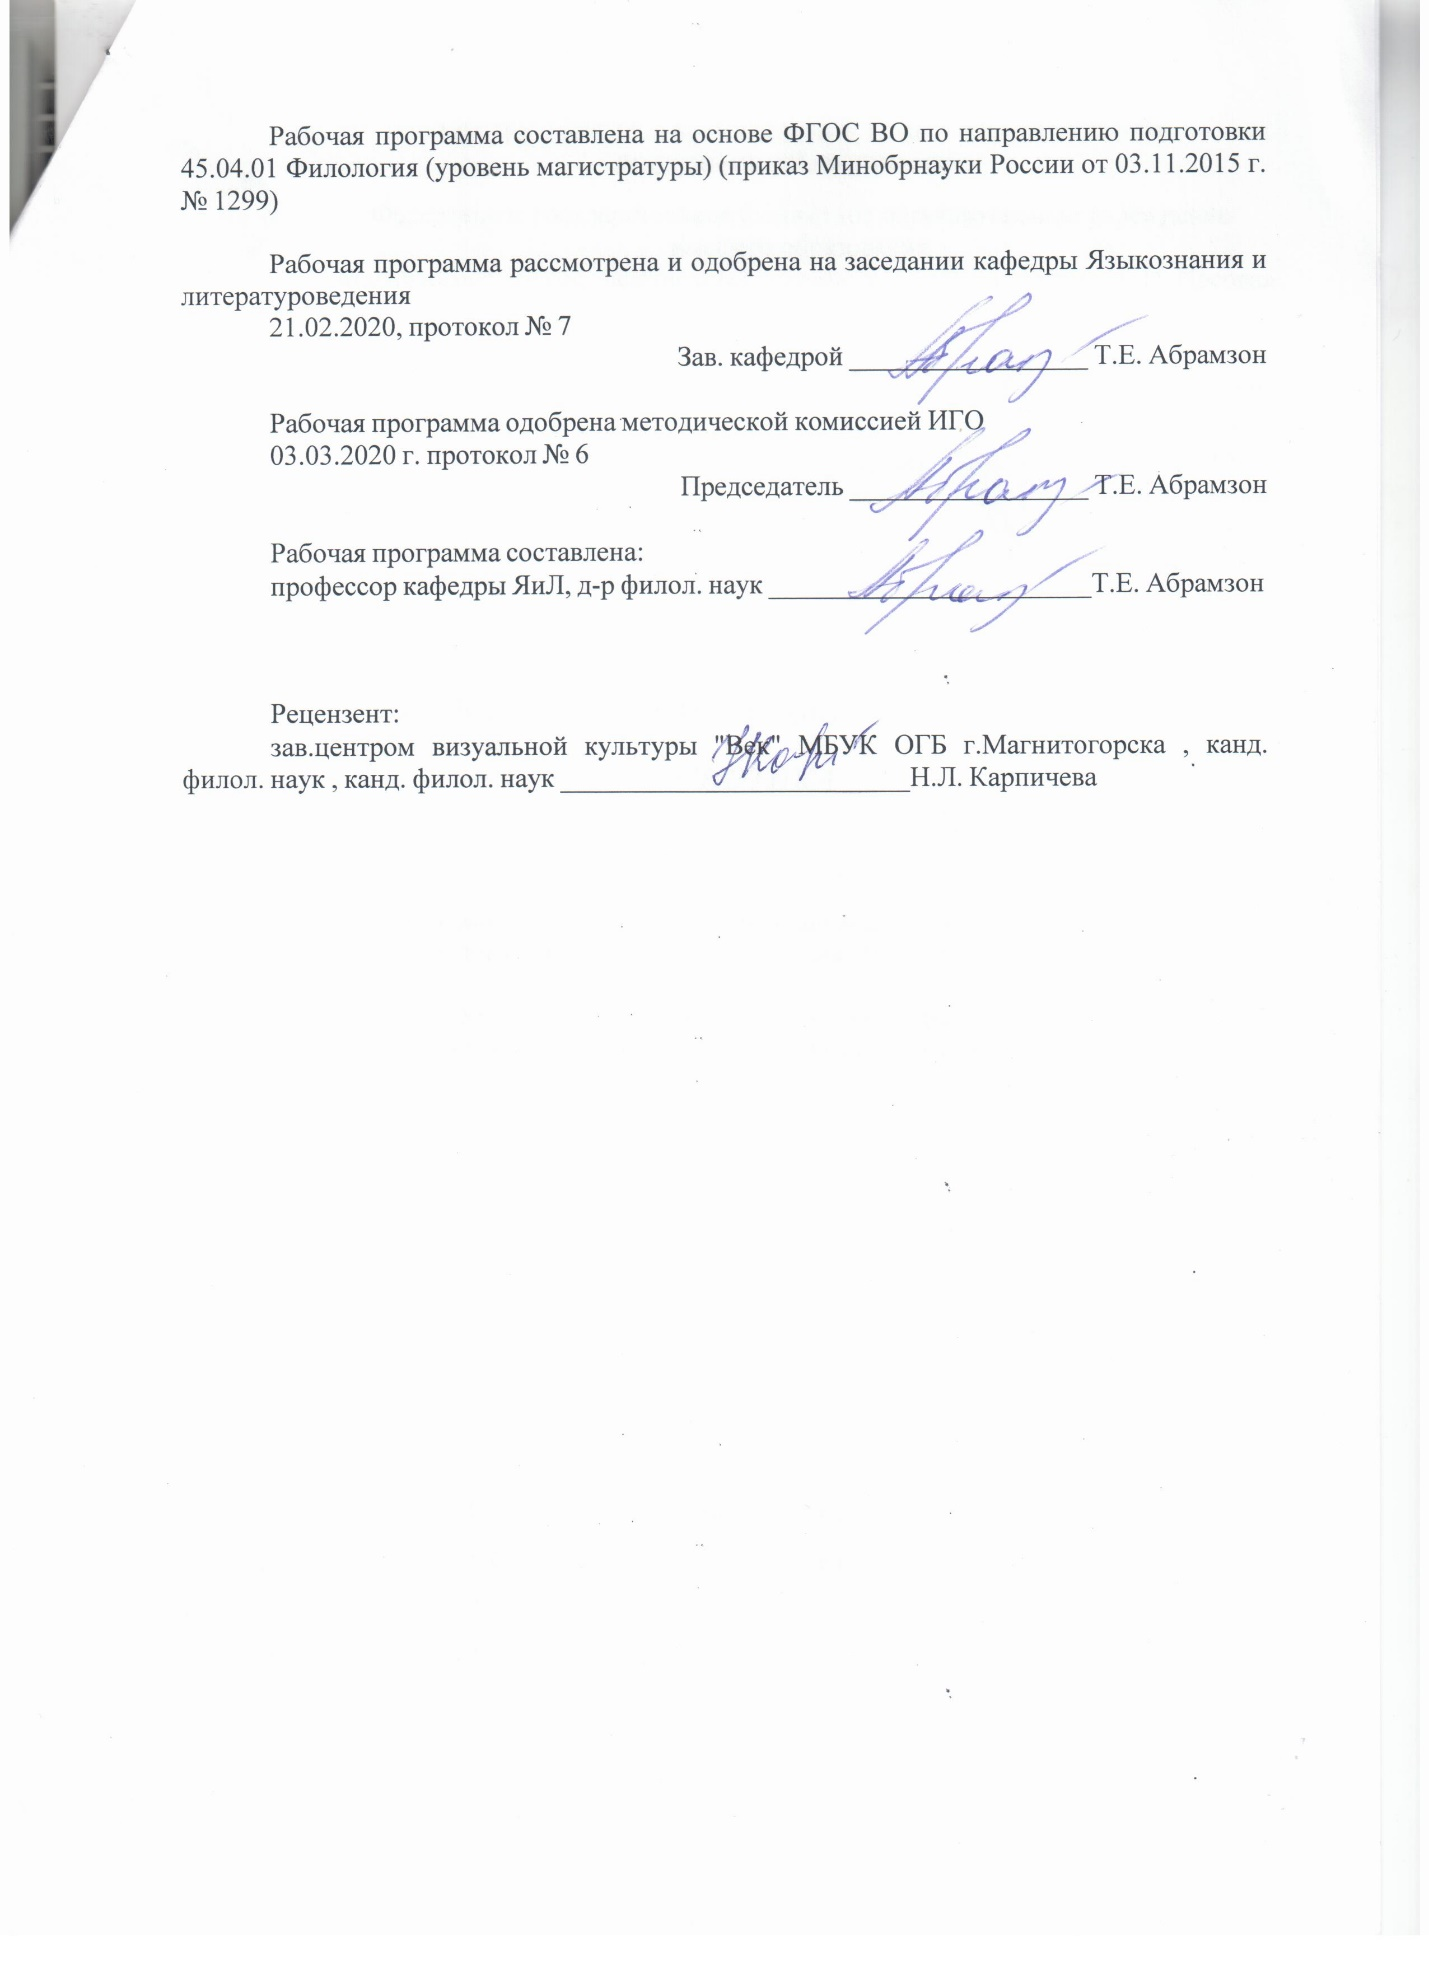 Рабочая программа составлена на основе ФГОС ВО по направлению подготовки
45.04.01 Филология (уровень магистратуры) (приказ Минобрнауки России от 03.11.2015 г.
№ 1299)
Рабочая программа рассмотрена и одобрена на заседании кафедры Языкознания и
литературоведения
21.02.2020, протокол № 7
Зав. кафедрой _________________ Т.Е. Абрамзон
Рабочая программа одобрена методической комиссией ИГО
03.03.2020 г. протокол № 6
Председатель _________________ Т.Е. Абрамзон
Рабочая программа составлена:
профессор кафедры ЯиЛ, д-р филол. наук _______________________Т.Е. Абрамзон
Рецензент:
зав.центром визуальной культуры "Век" МБУК ОГБ г.Магнитогорска , канд.
филол. наук , канд. филол. наук _________________________Н.Л. Карпичева